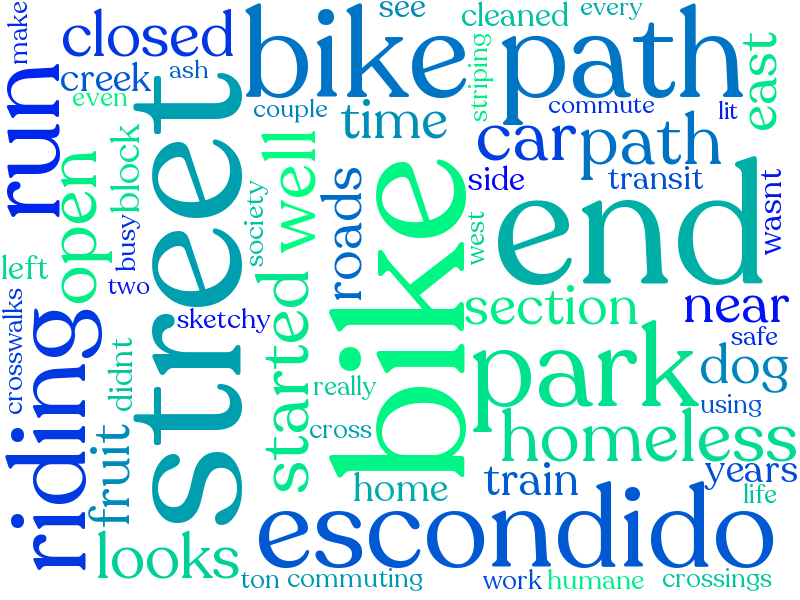 make
closed
see
cleaned
every
bike path
creek
ash
even
couple
time
striping
commute
lit
east
run
street
block
open
well
car
path
side
transit
roads
bike
society
west
end
wasnt
busy
left
two
started
section
near
crosswalks
sketchy
safe
riding
didnt
park
dog
really
using
cross
homeless
fruit
home
train
years
life
looks
escondido
ton
commuting
work
humane
crossings